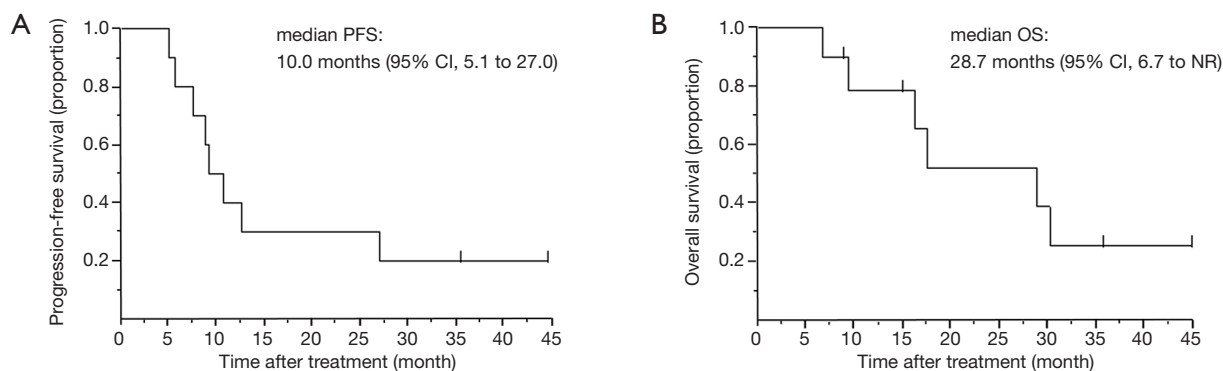 A
median PFS:
10.0 months (95% CI, 5.1 to 27.0)
Progression-free survival (proportion)
1.0
0.8
0.6
0.4
0.2
0 5 10 15 20 25 30 35 40 45
Time after treatment (month)
B
median OS:
28.7 months (95% CI, 6.7 to NR)
Overall survival (proportion)
1.0
0.8
0.6
0.4
0.2
0 5 10 15 20 25 30 35 40 45
Time after treatment (month)